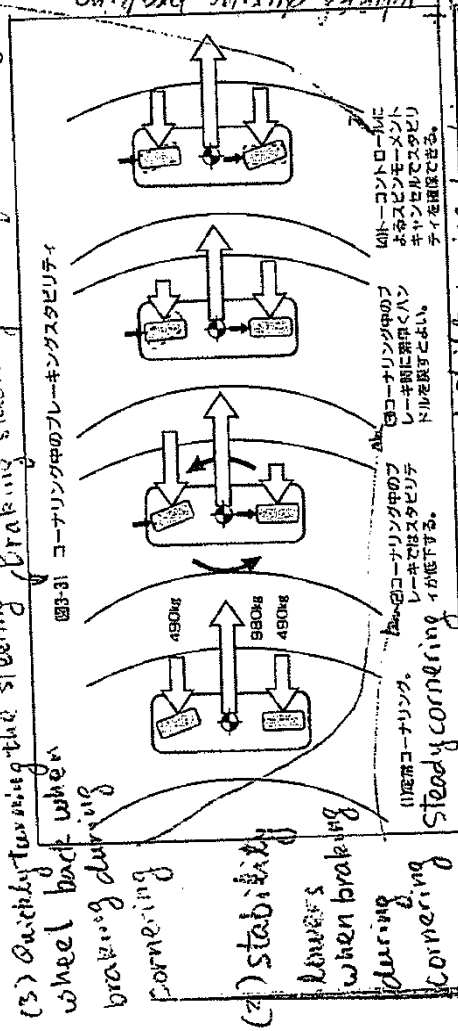 図3-31 コーナリング中のブレーキングスタビリティ
490kg
980kg
490kg
(1)定常コーナリング。
(2)コーナリング中のブ
レーキではスタビリテ
ィが低下する。
(3)コーナリング中のブ
レーキ時に素早くハン
ドルを戻すとよい。
(4)トーコントロールに
よるスピンモーメント
キャンセルでスタビリ
ティを確保できる。
Steady cornering
(2) stability
lowers
when braking
during
cornering
(3) Quickly turning the steering
wheel back when
braking during
cornering
braking
during braking